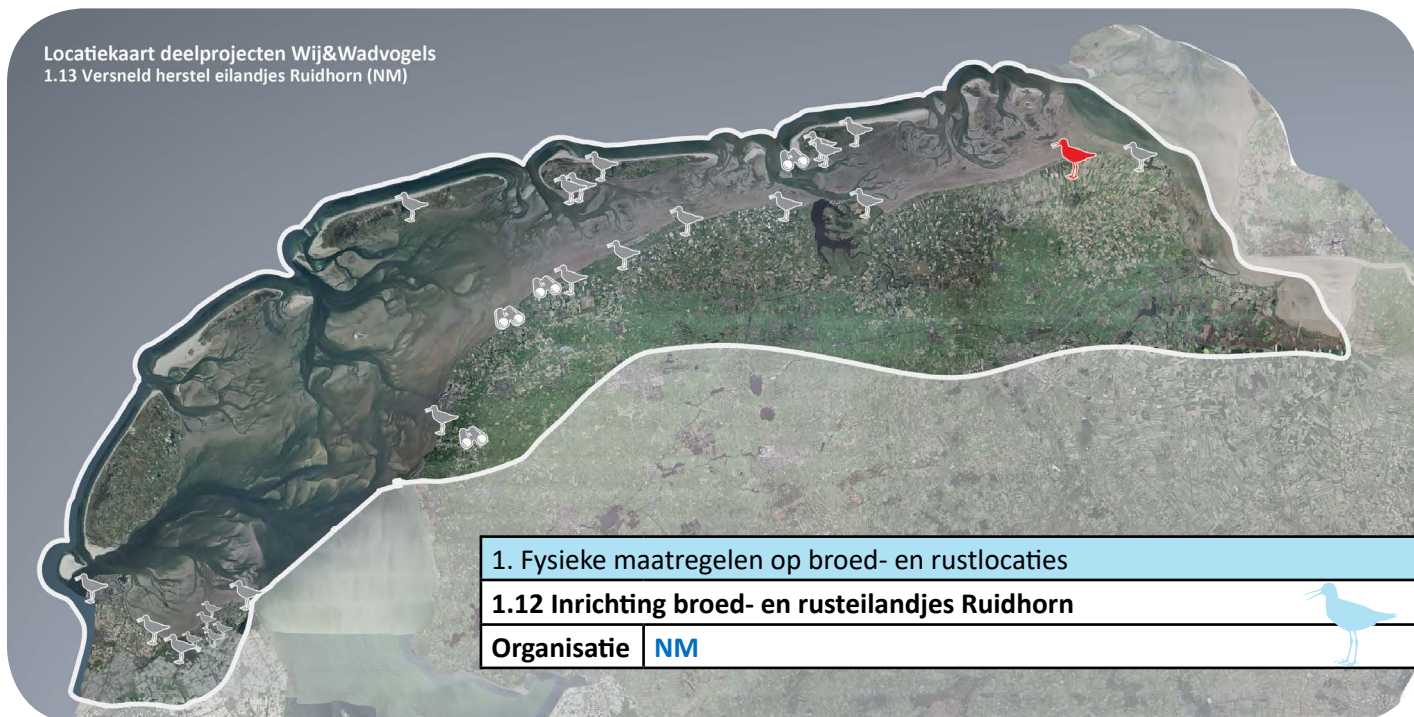 Locatiekaart deelprojecten Wij&Wadvogels
1.13 Versneld herstel eilandjes Ruidhorn (NM)
1. Fysieke maatregelen op broed- en rustlocaties
1.12 Inrichting broed- en rusteilandjes Ruidhorn
Organisatie NM